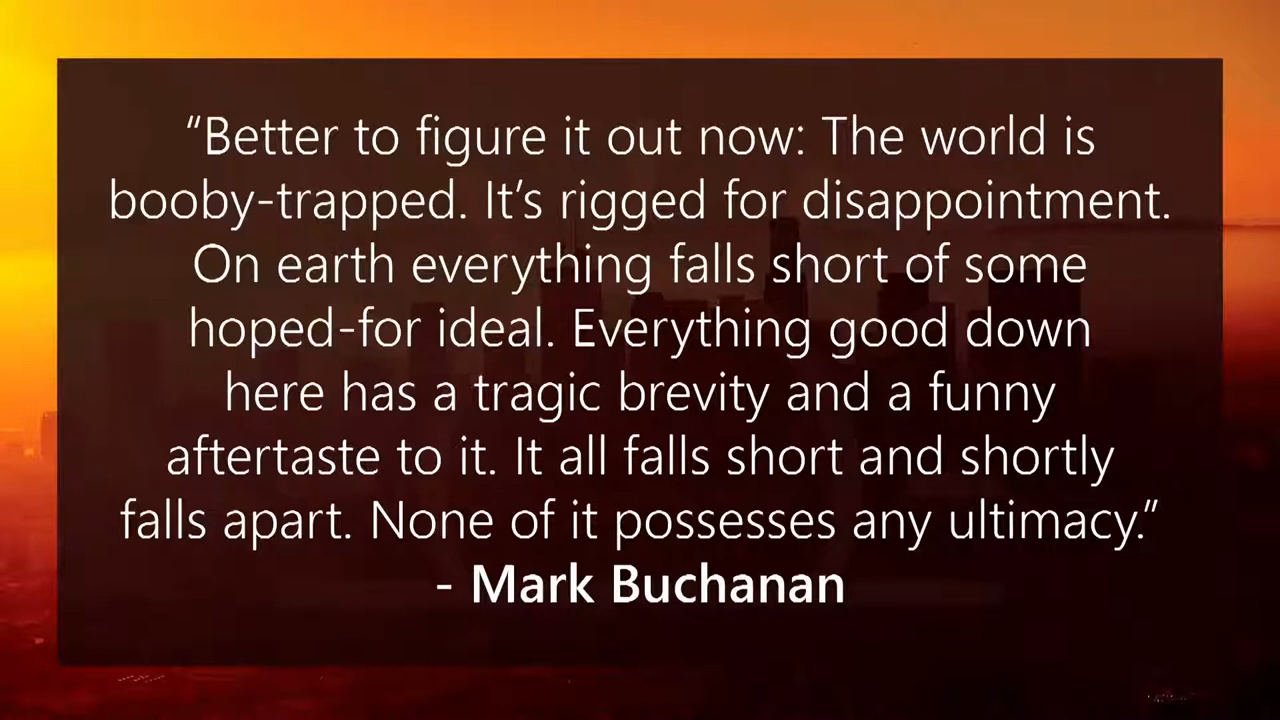 “Better to figure it out now: The world is
booby-trapped. It’s rigged for disappointment.
On earth everything falls short of some
hoped-for ideal. Everything good down
here has a tragic brevity and a funny
aftertaste to it. It all falls short and shortly
falls apart. None of it possesses any ultimacy.”
- Mark Buchanan